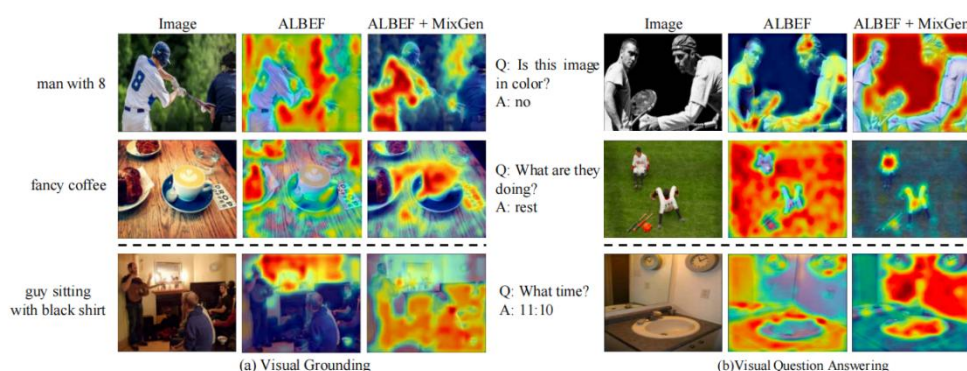 Image ALBEF ALBEF + MixGen
man with 8
8
fancy coffee
guy sitting
with black shirt
(a) Visual Grounding
Image ALBEF ALBEF + MixGen
Q: Is this image
in color?
A: no
Q: What are they
doing?
A: rest
Q: What time?
A: 11:10
(b)Visual Question Answering